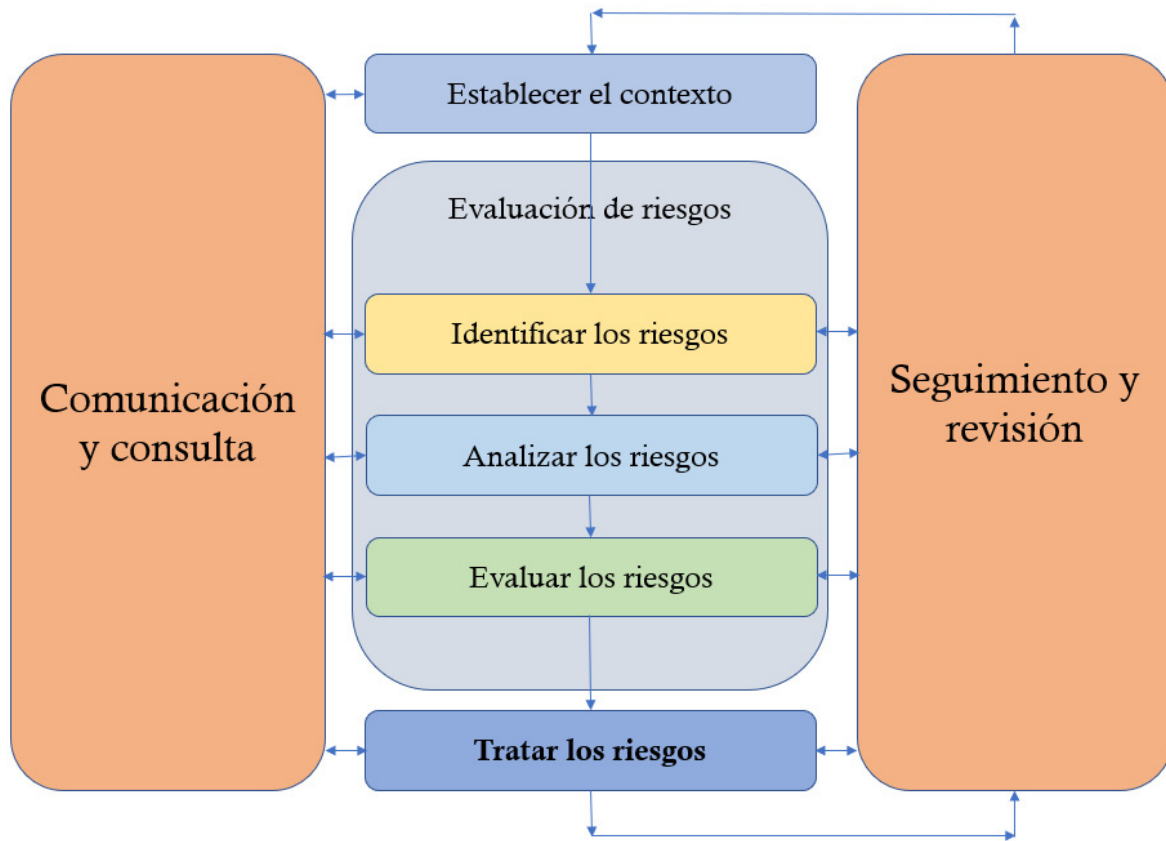 Establecer el contexto
Evaluación de riesgos
Identificar los riesgos
Comunicación
y consulta
Analizar los riesgos
Seguimiento y
revisión
Evaluar los riesgos
Tratar los riesgos